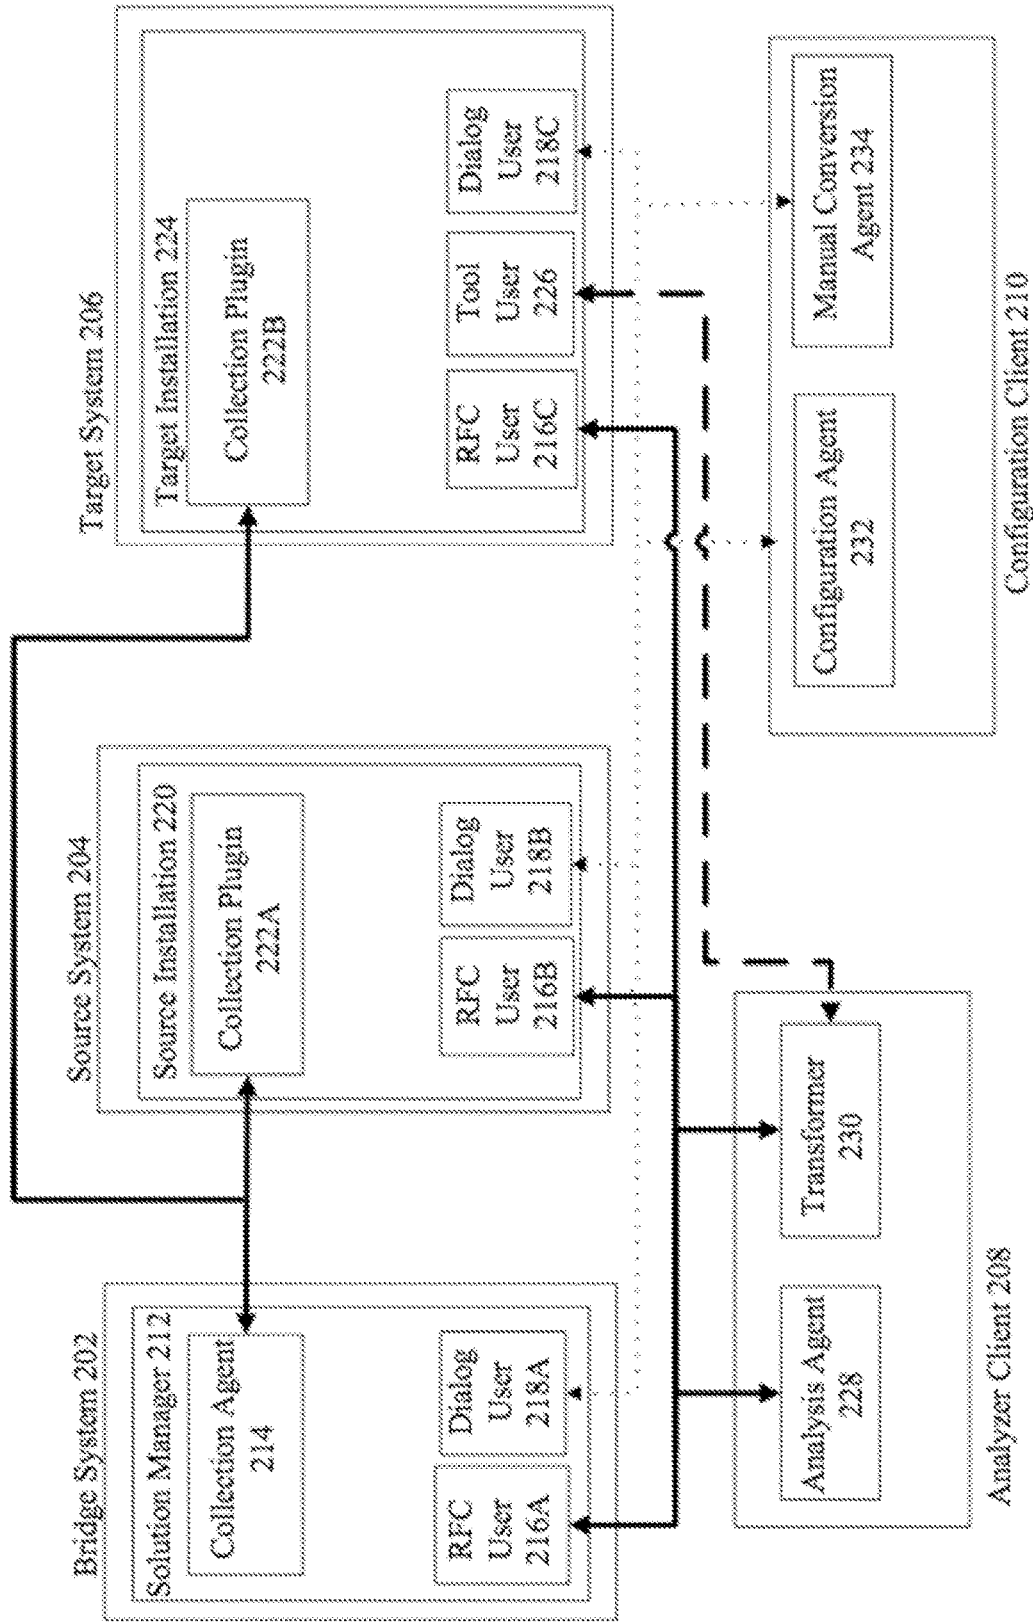 Bridge System 202
Solution Manager 212
Collection Agent
214
RFC
User
216A
Dialog
User
218A
Source System 204
Source Installation 220
Collection Plugin
222A
RFC
User
216B
Dialog
User
218B
Target System 206
Target Installation 224
Collection Plugin
222B
RFC
User
216C
Tool
User
226
Dialog
User
218C
Analysis Agent
228
Transformer
230
Analyzer Client 208
Configuration Agent
232
Manual Conversion
Agent 234
Configuration Client 210